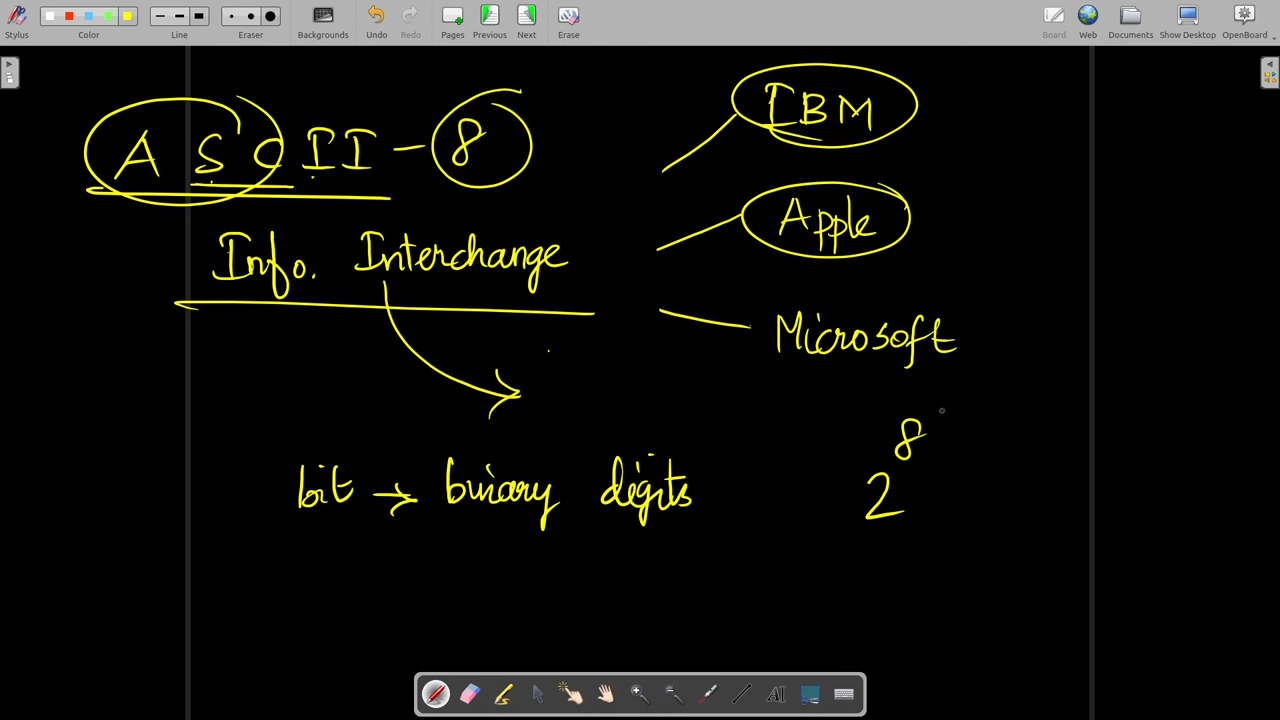 Stylus Color Line Eraser Backgrounds Undo Redo Pages Previous Next Erase Board Web Documents Show Desktop OpenBoard
ASCII - 8
IBM
Info. Interchange
Apple
Microsoft
bit → binary digits
2^8
AI